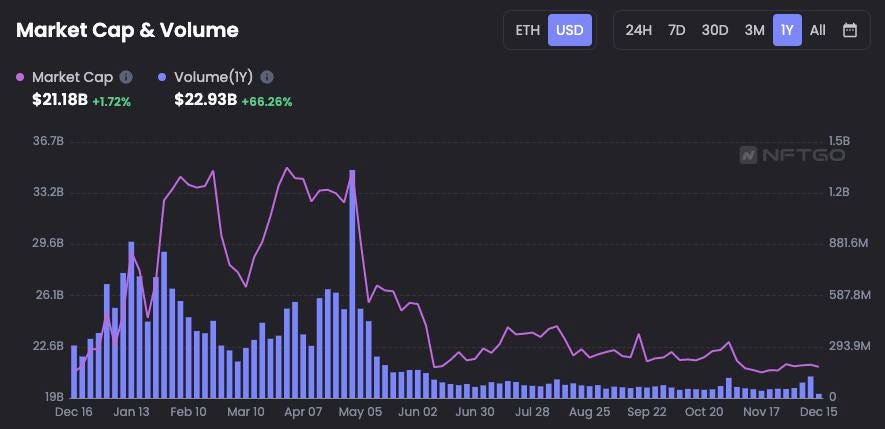 Market Cap & Volume
ETH USD
24H 7D 30D 3M 1Y All
Market Cap Volume(1Y)
$21.18B +1.72% $22.93B +66.26%
36.7B 1.5B
NFTGO
33.2B 1.2B
29.6B 881.6M
26.1B 587.8M
22.6B 293.9M
19B 0
Dec 16 Jan 13 Feb 10 Mar 10 Apr 07 May 05 Jun 02 Jun 30 Jul 28 Aug 25 Sep 22 Oct 20 Nov 17 Dec 15